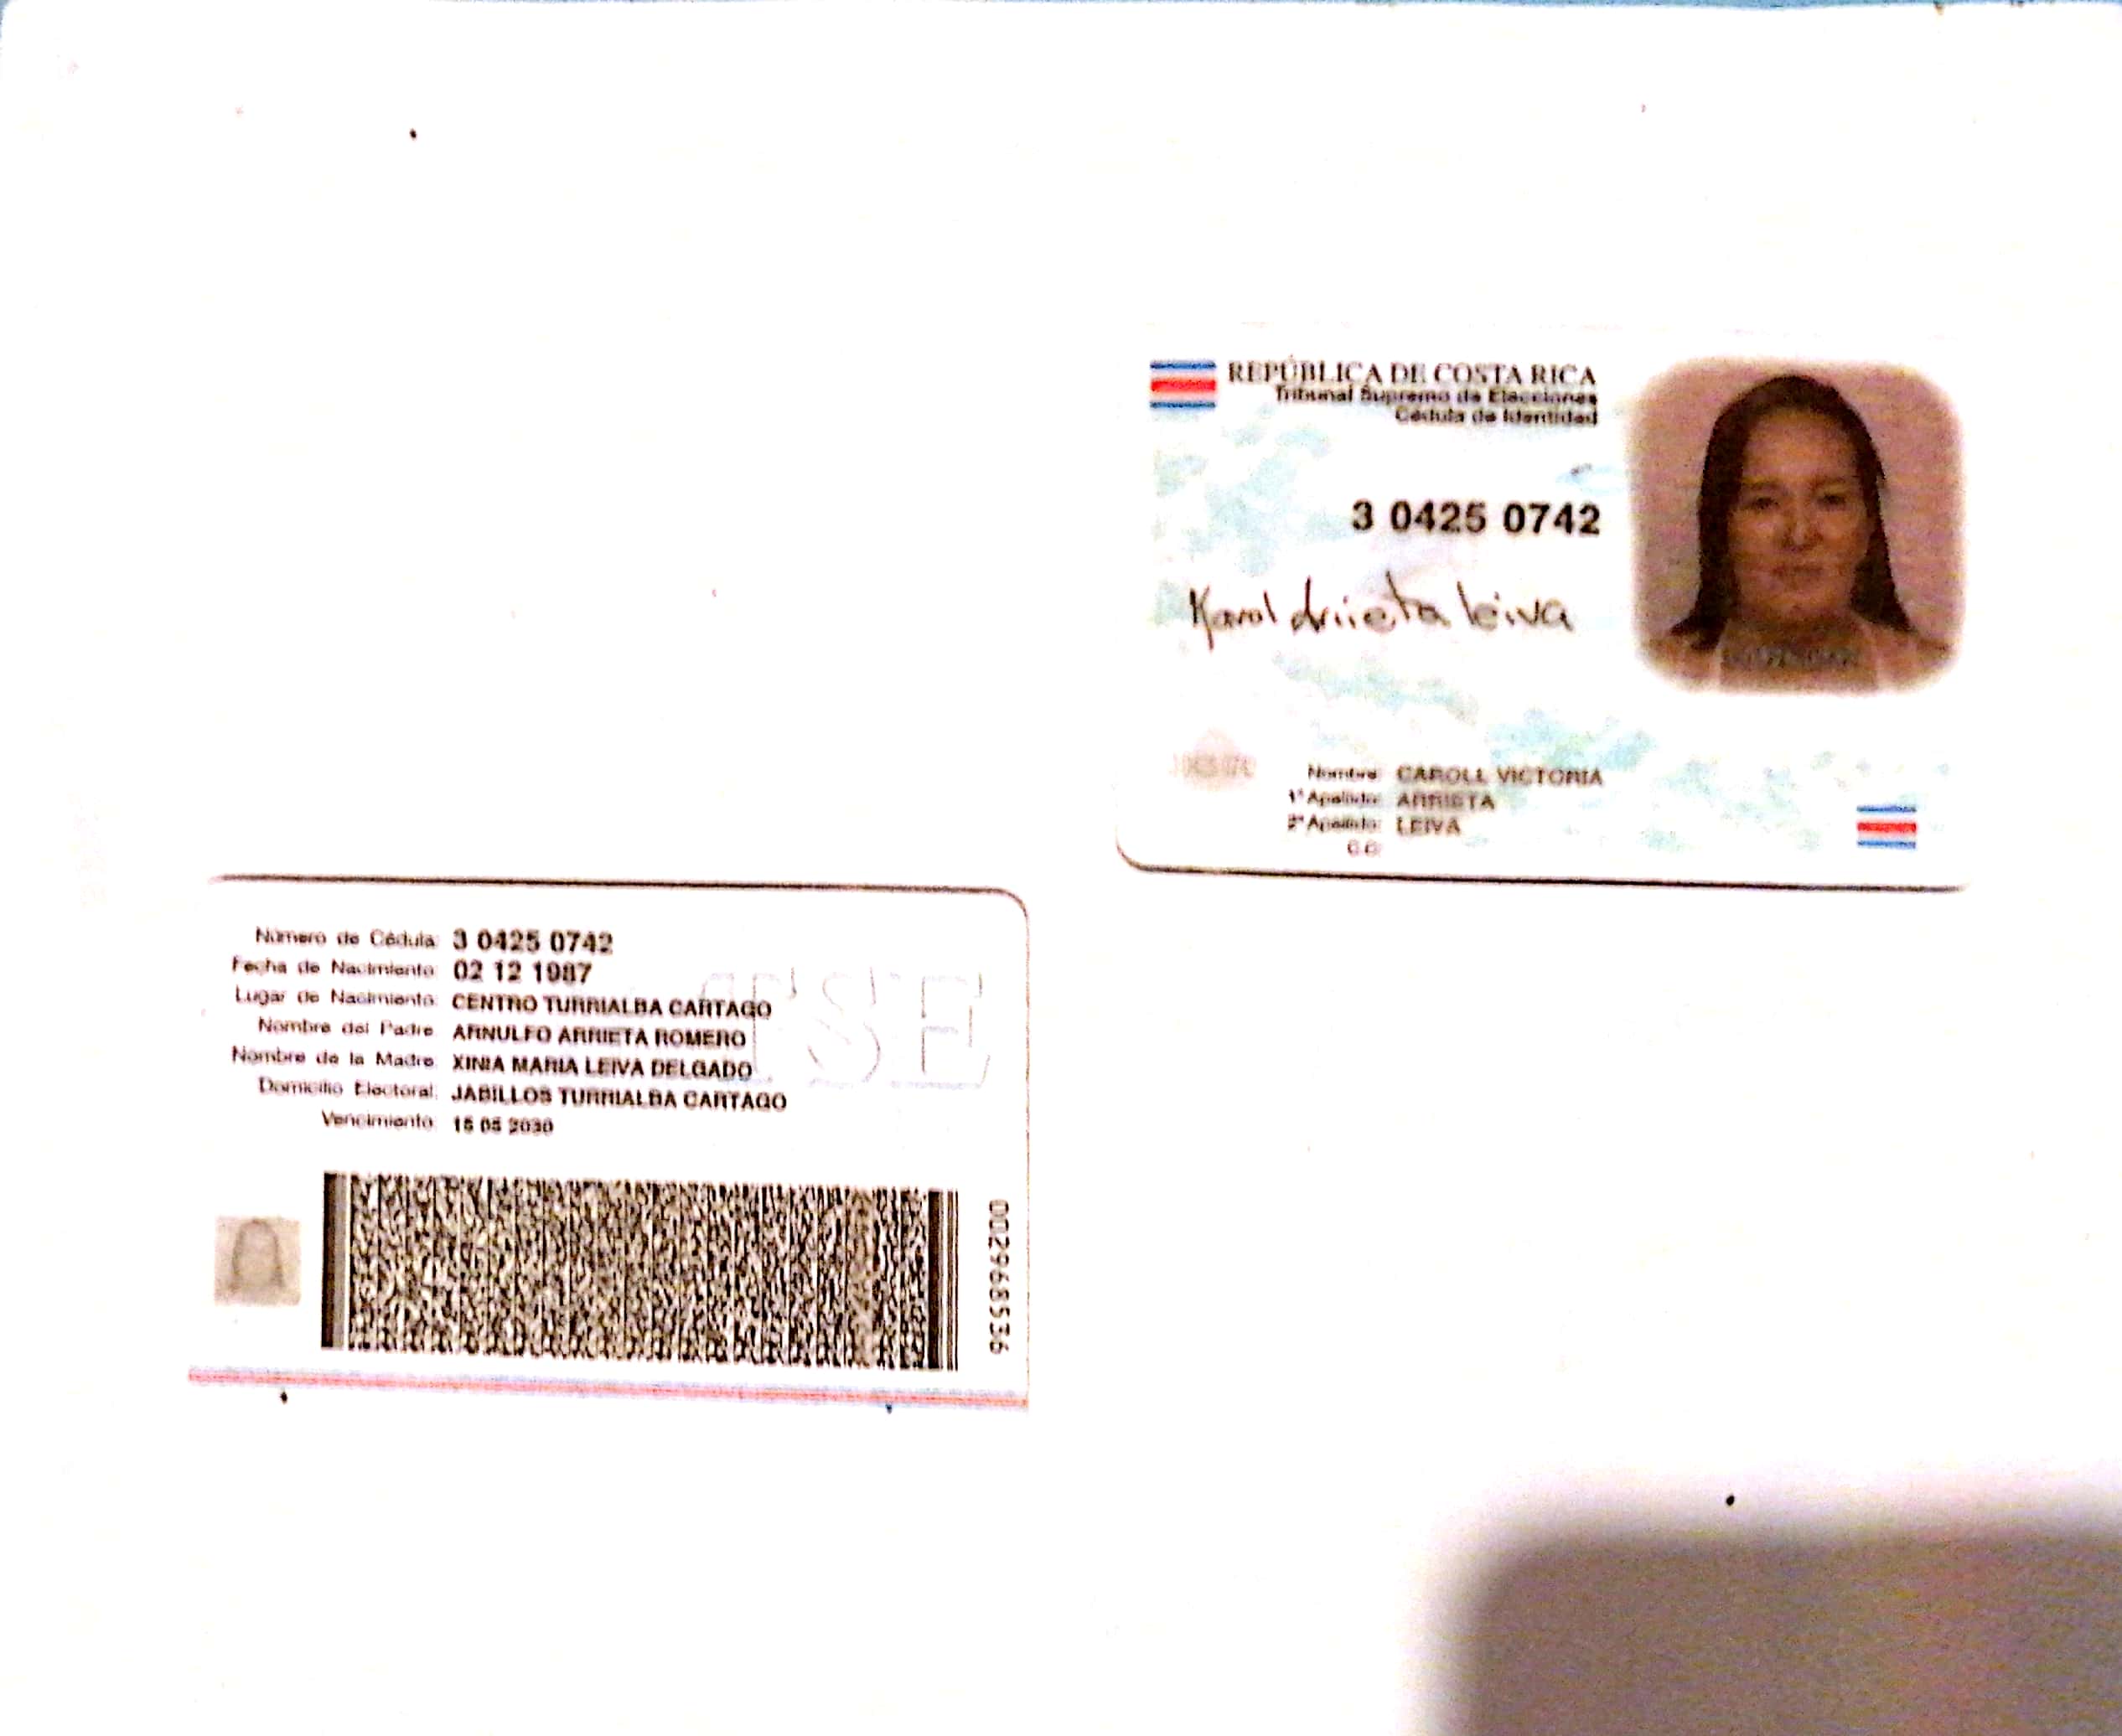 REPÚBLICA DE COSTA RICA
Tribunal Supremo de Elecciones
Cédula de Identidad
3 0425 0742
Karol Arrieta leiva
Nombre: CAROLL VICTORIA
1° Apellido: ARRIETA
2° Apellido: LEIVA
C.C:
Número de Cédula: 3 0425 0742
Fecha de Nacimiento: 02 12 1987
Lugar de Nacimiento: CENTRO TURRIALBA CARTAGO
Nombre del Padre: ARNULFO ARRIETA ROMERO
Nombre de la Madre: XINIA MARIA LEIVA DELGADO
Domicilio Electoral: JABILLOS TURRIALBA CARTAGO
Vencimiento: 15 05 2030
TSE
0029968536